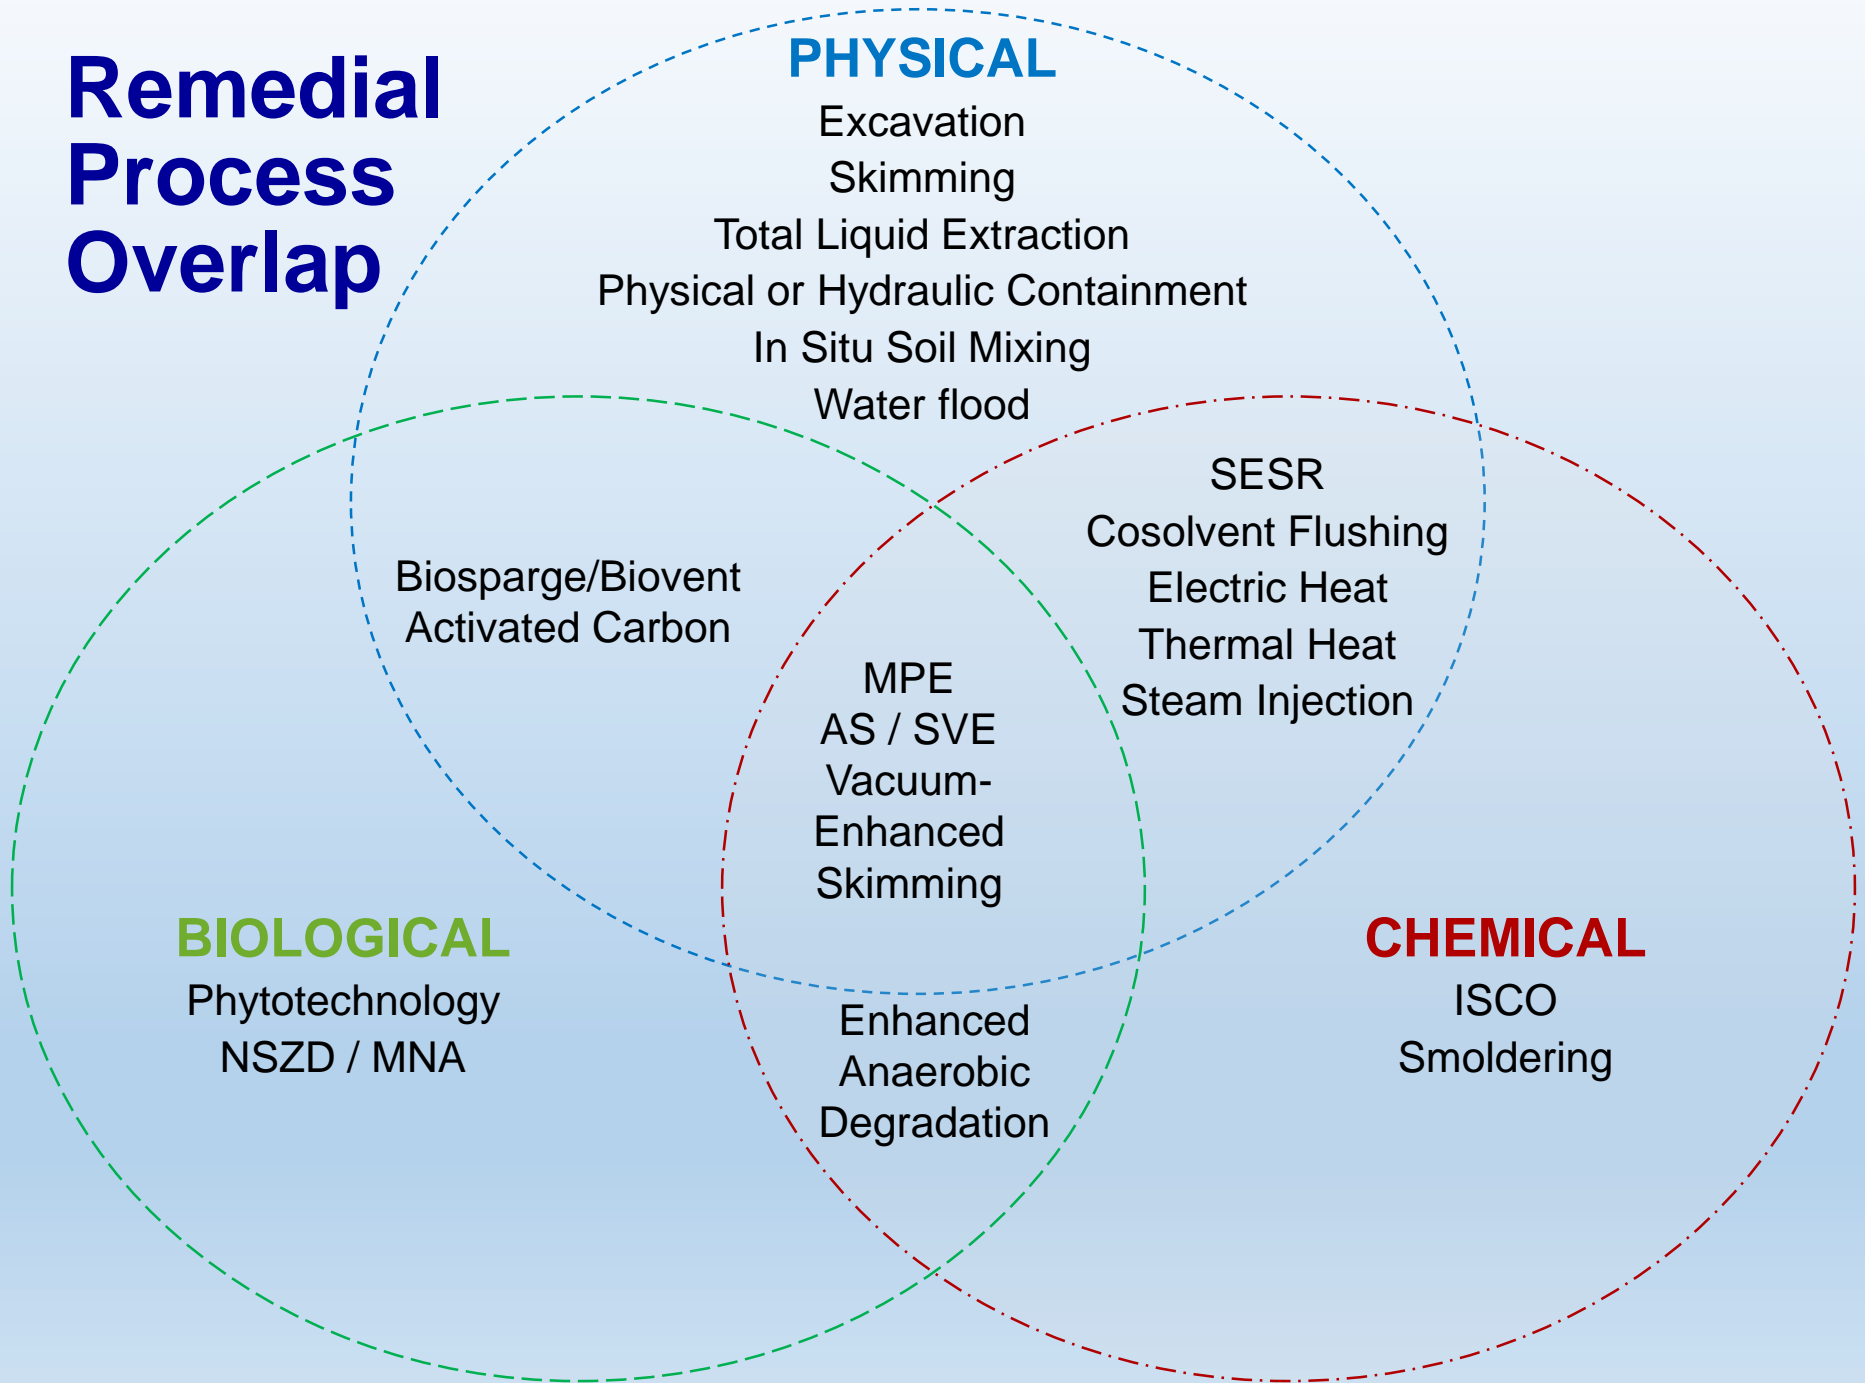 Remedial
Process
Overlap
PHYSICAL
Excavation
Skimming
Total Liquid Extraction
Physical or Hydraulic Containment
In Situ Soil Mixing
Water flood
SESR
Cosolvent Flushing
Electric Heat
Thermal Heat
Steam Injection
Biosparge/Biovent
Activated Carbon
MPE
AS / SVE
Vacuum-
Enhanced
Skimming
BIOLOGICAL
Phytotechnology
NSZD / MNA
Enhanced
Anaerobic
Degradation
CHEMICAL
ISCO
Smoldering